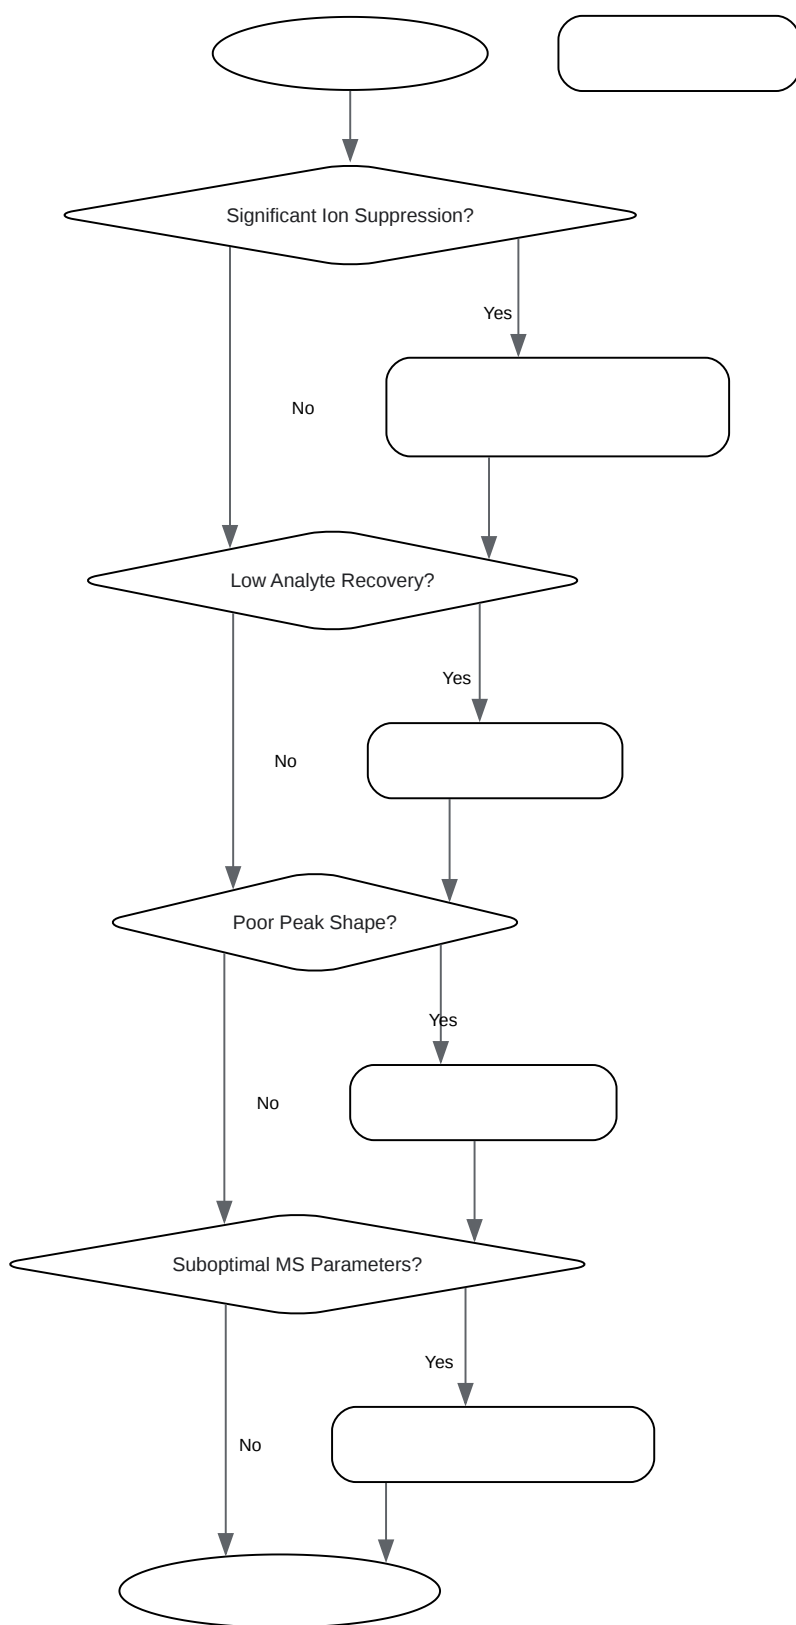 Significant Ion Suppression?
Yes
No
Low Analyte Recovery?
Yes
No
Poor Peak Shape?
Yes
No
Suboptimal MS Parameters?
Yes
No